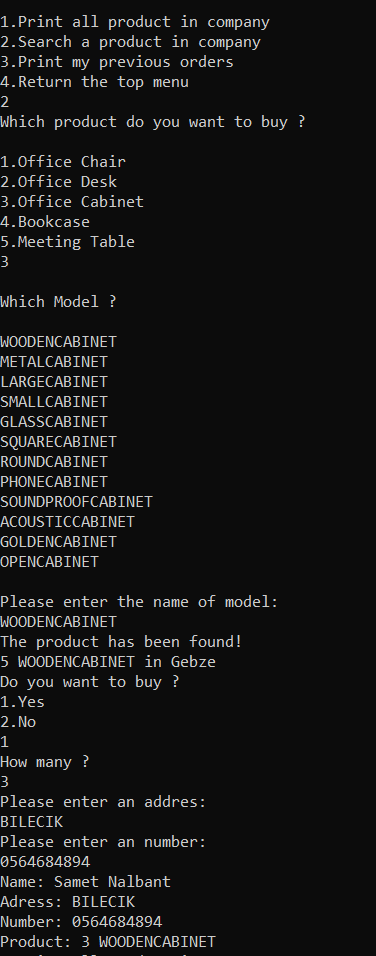 1.Print all product in company
2.Search a product in company
3.Print my previous orders
4.Return the top menu
2
Which product do you want to buy ?
1.Office Chair
2.Office Desk
3.Office Cabinet
4.Bookcase
5.Meeting Table
3
Which Model ?
WOODENCABINET
METALCABINET
LARGECABINET
SMALLCABINET
GLASSCABINET
SQUARECABINET
ROUNDCABINET
PHONECABINET
SOUNDPROOFCABINET
ACOUSTICCABINET
GOLDENCABINET
OPENCABINET
Please enter the name of model:
WOODENCABINET
The product has been found!
5 WOODENCABINET in Gebze
Do you want to buy ?
1.Yes
2.No
1
How many ?
3
Please enter an addres:
BILECIK
Please enter an number:
0564684894
Name: Samet Nalbant
Adress: BILECIK
Number: 0564684894
Product: 3 WOODENCABINET